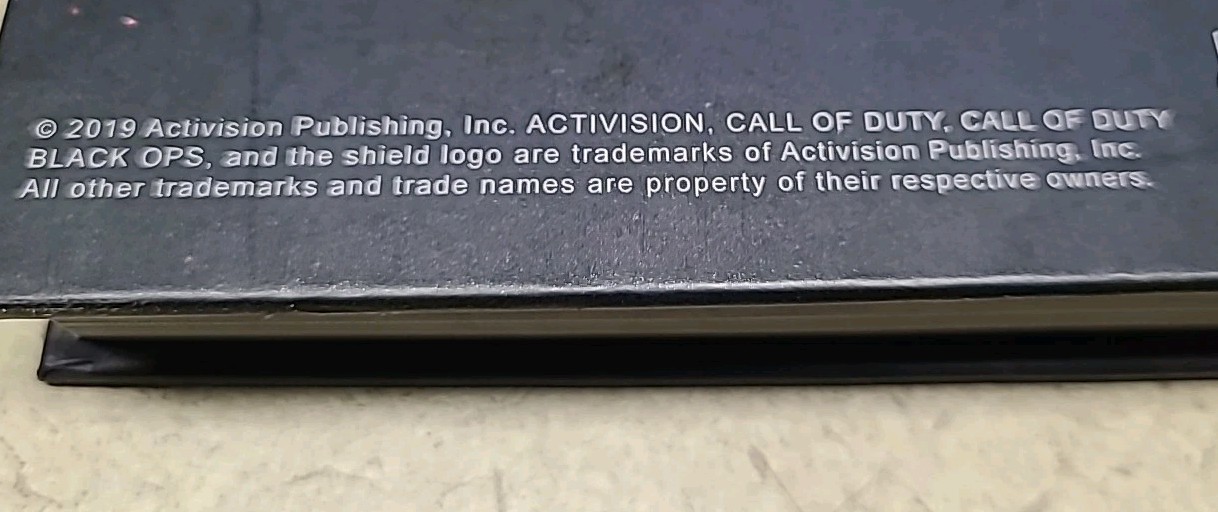 © 2019 Activision Publishing, Inc. ACTIVISION, CALL OF DUTY, CALL OF DUTY
BLACK OPS, and the shield logo are trademarks of Activision Publishing, Inc.
All other trademarks and trade names are property of their respective owners.